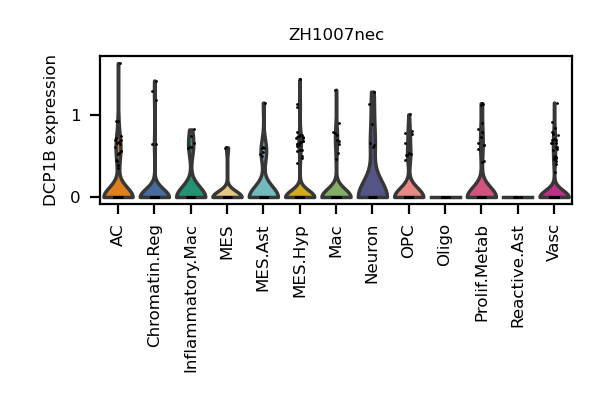 ZH1007nec
DCP1B expression
1
0
AC
Chromatin.Reg
Inflammatory.Mac
MES
MES.Ast
MES.Hyp
Mac
Neuron
OPC
Oligo
Prolif.Metab
Reactive.Ast
Vasc